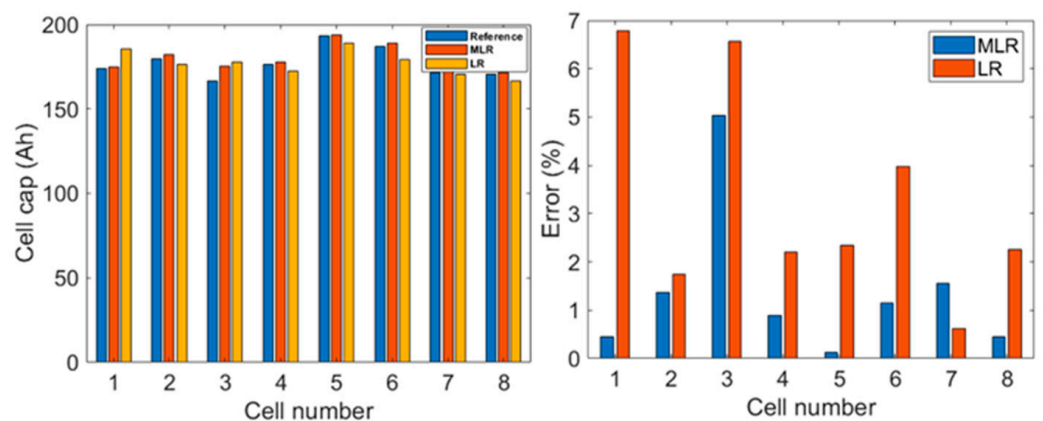 200
150
100
50
0
Cell cap (Ah)
Reference
MLR
LR
1 2 3 4 5 6 7 8
Cell number
7
6
5
4
3
2
1
0
Error (%)
MLR
LR
1 2 3 4 5 6 7 8
Cell number